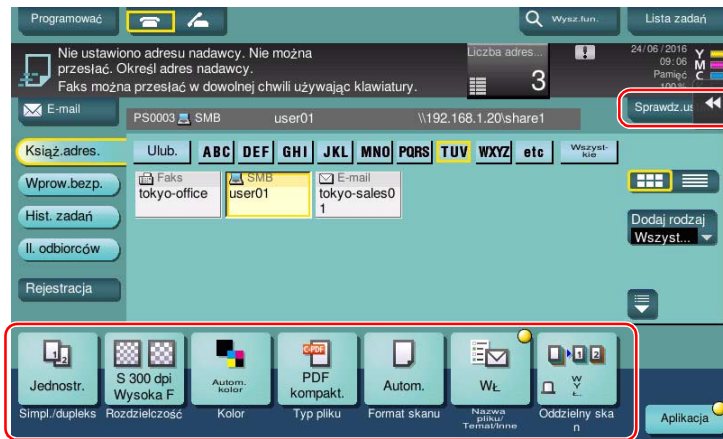 Programować
Wysz.fun.
Lista zadań
Nie ustawiono adresu nadawcy. Nie można
przesłać. Określ adres nadawcy.
Faks można przesłać w dowolnej chwili używając klawiatury.
Liczba adres...
3
24/06/2016
09:06
Pamięć
100%
Y
M
C
E-mail
PS0003 SMB user01 \\192.168.1.20\share1
Sprawdz.us
Książ.adres.
Ulub. ABC DEF GHI JKL MNO PQRS TUV WXYZ etc Wszyst-
kie
Wprow.bezp.
Hist. zadań
Il. odbiorców
Rejestracja
Faks
tokyo-office
SMB
user01
E-mail
tokyo-sales0
1
Dodaj rodzaj
Wszyst...
Jednostr.
Simpl./dupleks
S 300 dpi
Wysoka F
Rozdzielczość
Autom.
kolor
Kolor
C-PDF
PDF
kompakt.
Typ pliku
Autom.
Format skanu
WŁ
Nazwa
pliku/
Temat/Inne
W
Y
Ł
Oddzielny ska
n
Aplikacja